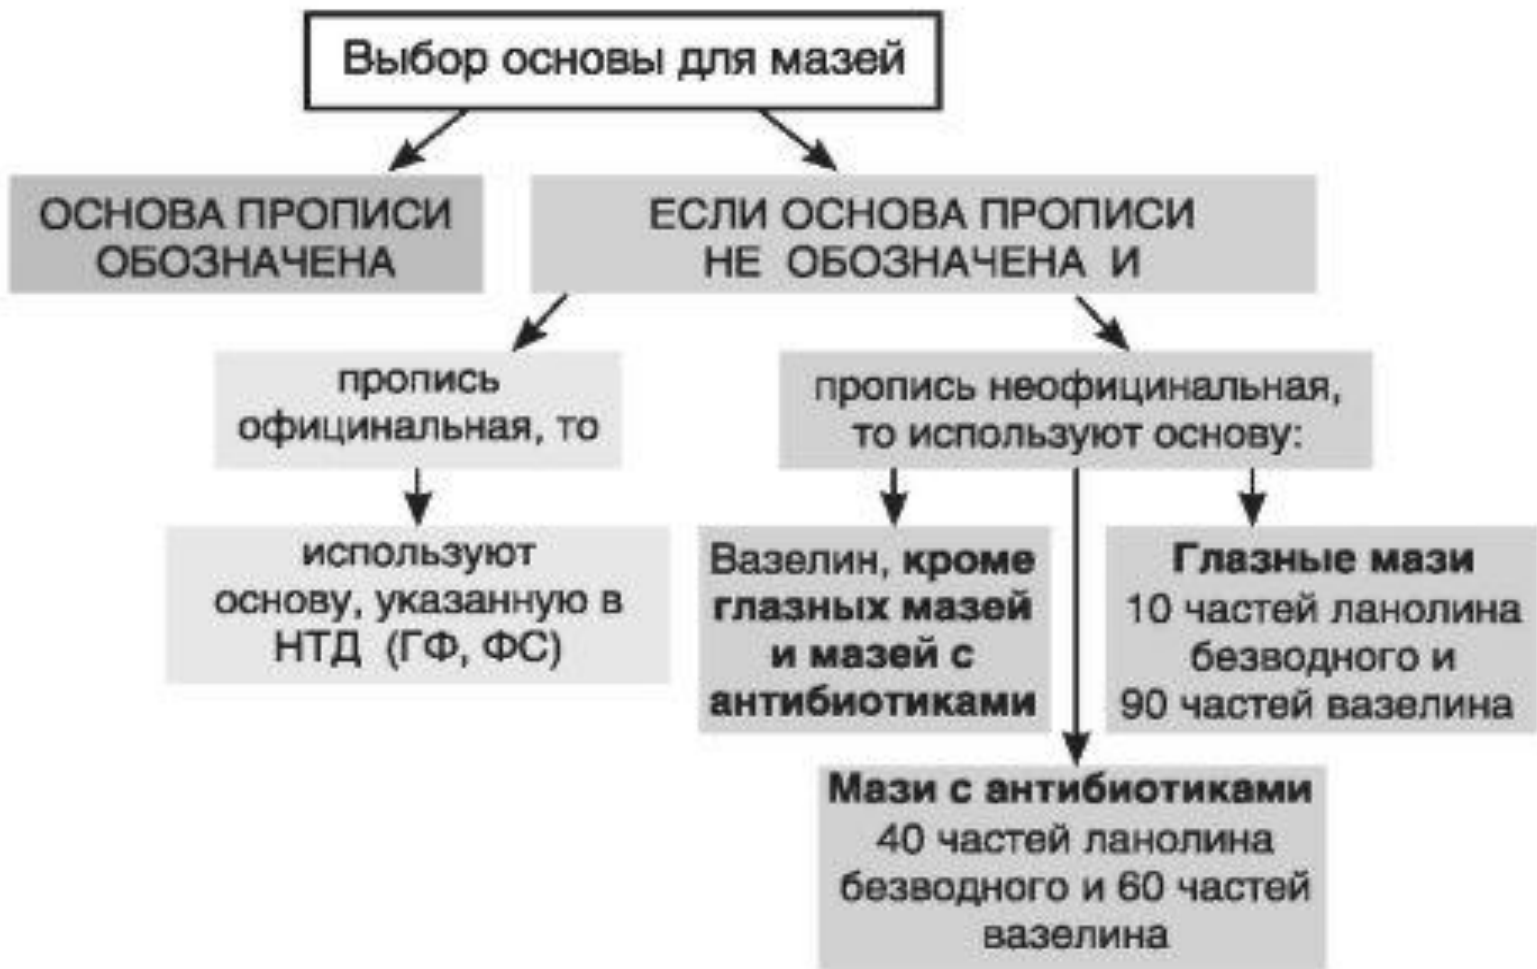 Выбор основы для мазей
ОСНОВА ПРОПИСИ
ОБОЗНАЧЕНА
ЕСЛИ ОСНОВА ПРОПИСИ
НЕ ОБОЗНАЧЕНА И
пропись
официнальная, то
используют
основу, указанную в
НТД (ГФ, ФС)
пропись неофицинальная,
то используют основу:
Вазелин, кроме
глазных мазей
и мазей с
антибиотиками
Глазные мази
10 частей ланолина
безводного и
90 частей вазелина
Мази с антибиотиками
40 частей ланолина
безводного и 60 частей
вазелина